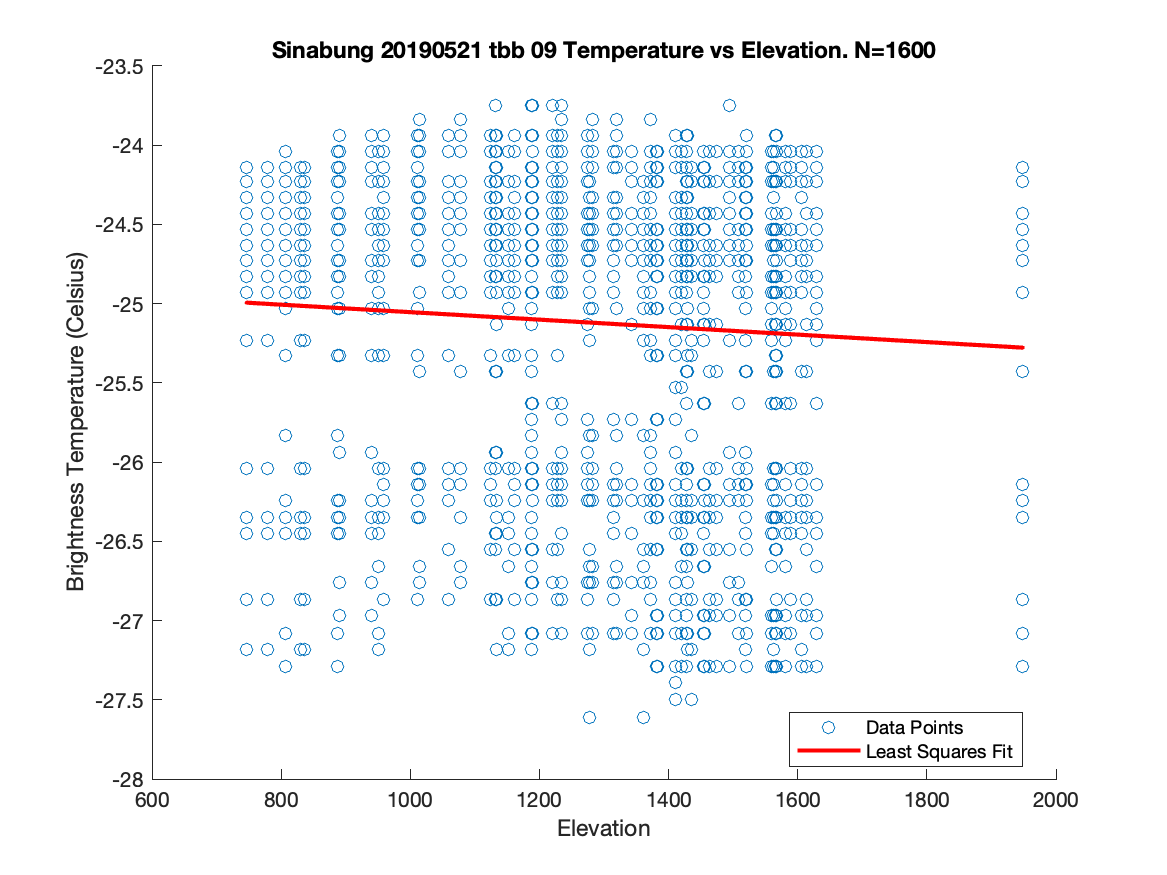 Sinabung 20190521 tbb 09 Temperature vs Elevation. N=1600
-23.5
-24
-24.5
-25
-25.5
-26
-26.5
-27
-27.5
-28
Brightness Temperature (Celsius)
Data Points
Least Squares Fit
600 800 1000 1200 1400 1600 1800 2000
Elevation